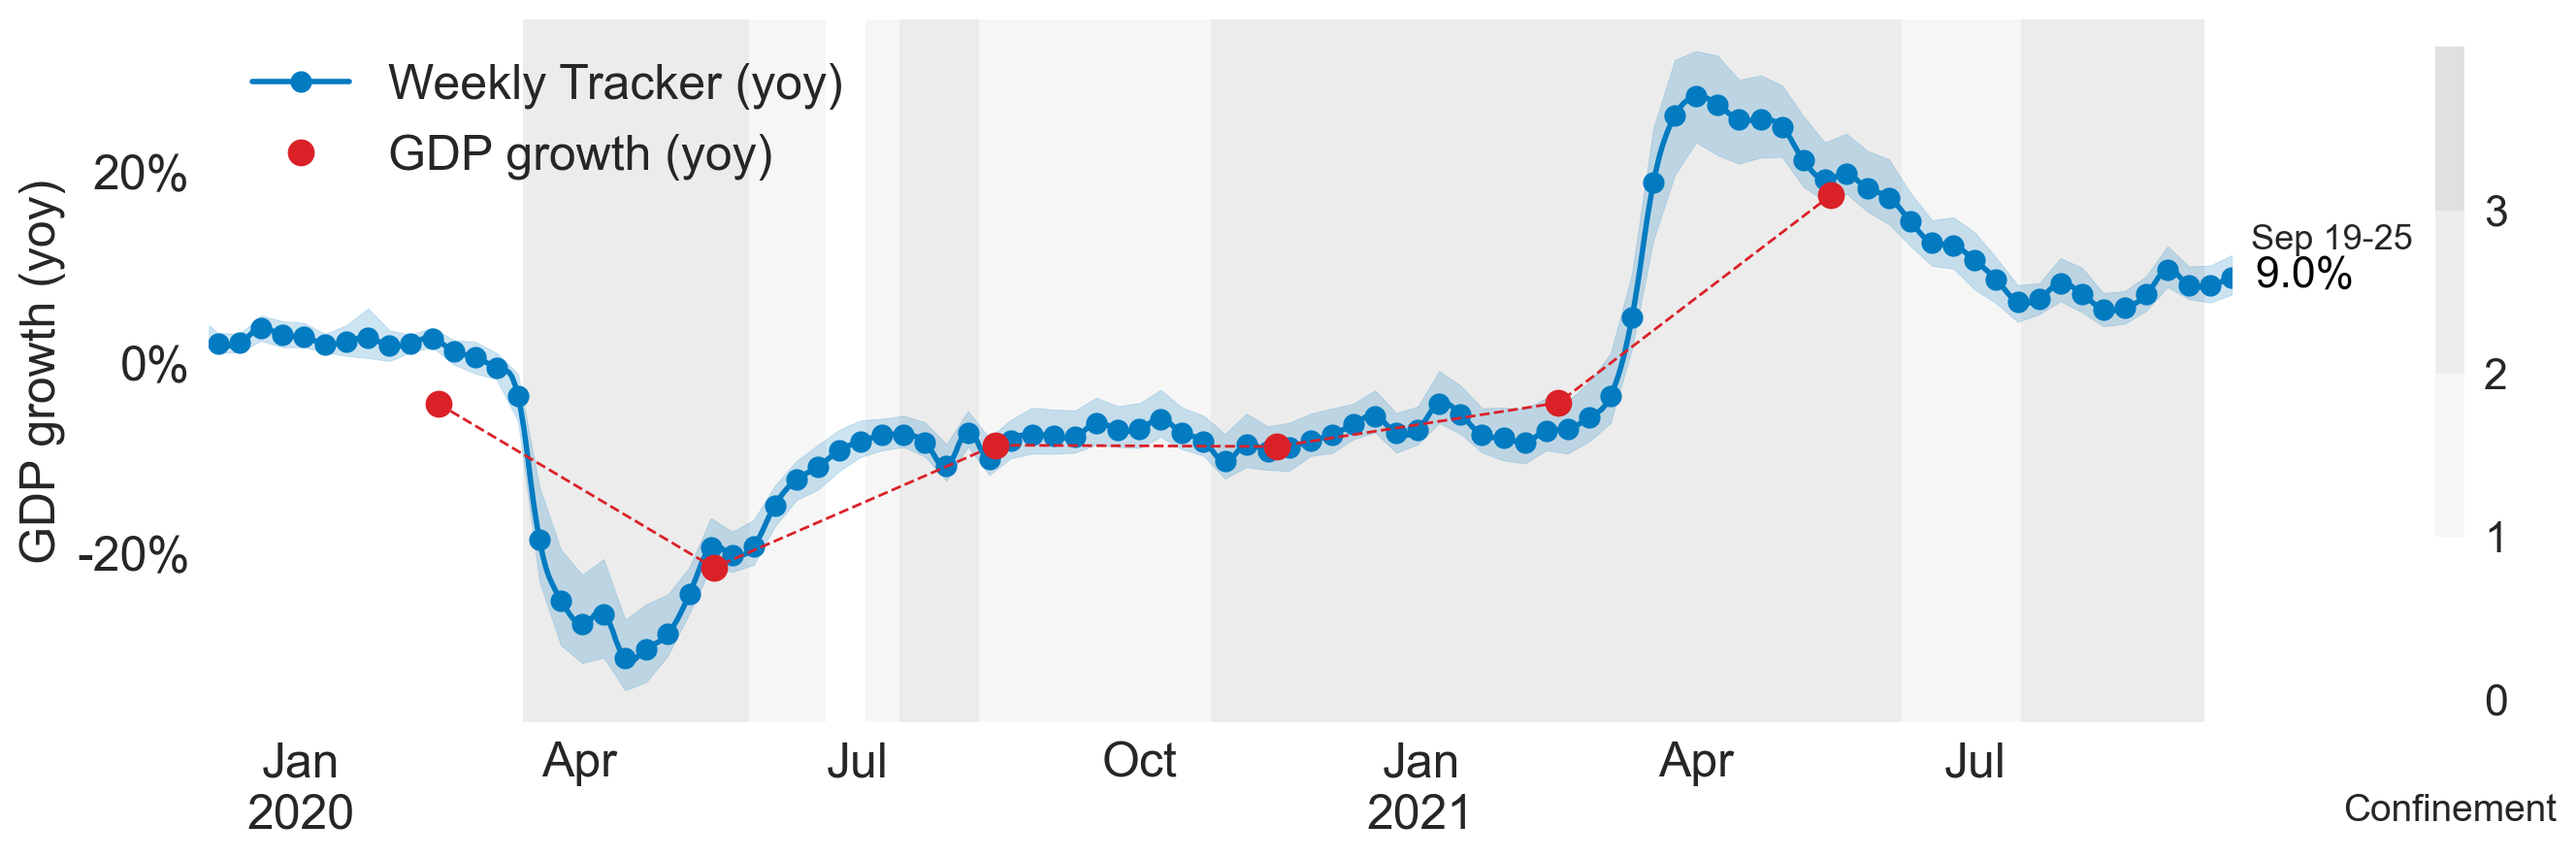 Weekly Tracker (yoy)
GDP growth (yoy)
GDP growth (yoy)
20%
0%
-20%
Jan
2020
Apr
Jul
Oct
Jan
2021
Apr
Jul
Sep 19-25
9.0%
3
2
1
0
Confinement